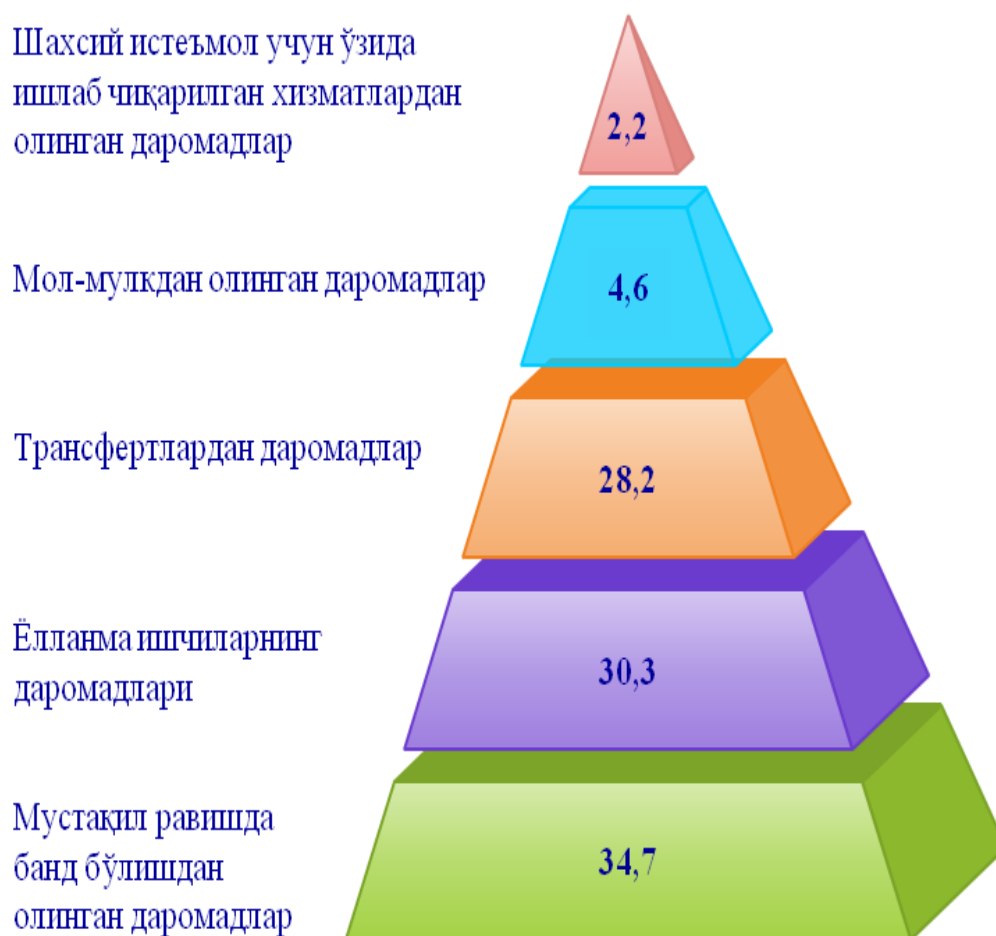 Шахсий истеъмол учун ўзида
ишлаб чиқарилган хизматлардан
олинган даромадлар
2,2
Мол-мулкдан олинган даромадлар
4,6
Трансфертлардан даромадлар
28,2
Ёлланма ишчиларнинг
даромадлари
30,3
Мустақил равишда
банд бўлишдан
олинган даромадлар
34,7